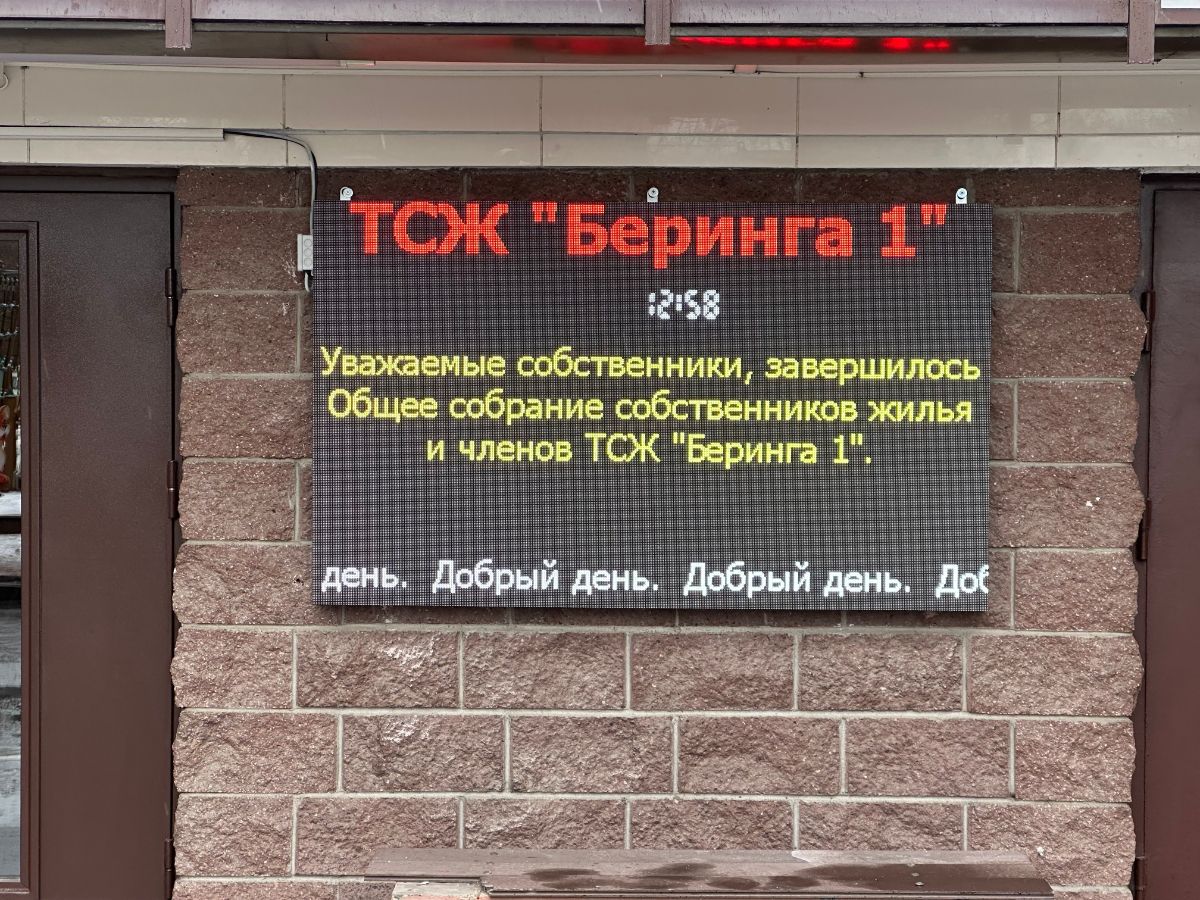 ТСЖ "Беринга 1"
12:58
Уважаемые собственники, завершилось
Общее собрание собственников жилья
и членов ТСЖ "Беринга 1".
день. Добрый день. Добрый день. Доб